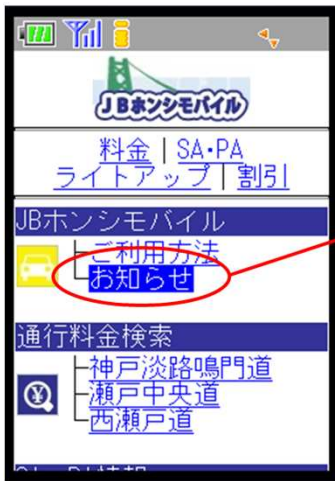 JBホンシモバイル
料金 | SA・PA
ライトアップ | 割引
JBホンシモバイル
ご利用方法
お知らせ
通行料金検索
神戸淡路鳴門道
瀬戸中央道
西瀬戸道